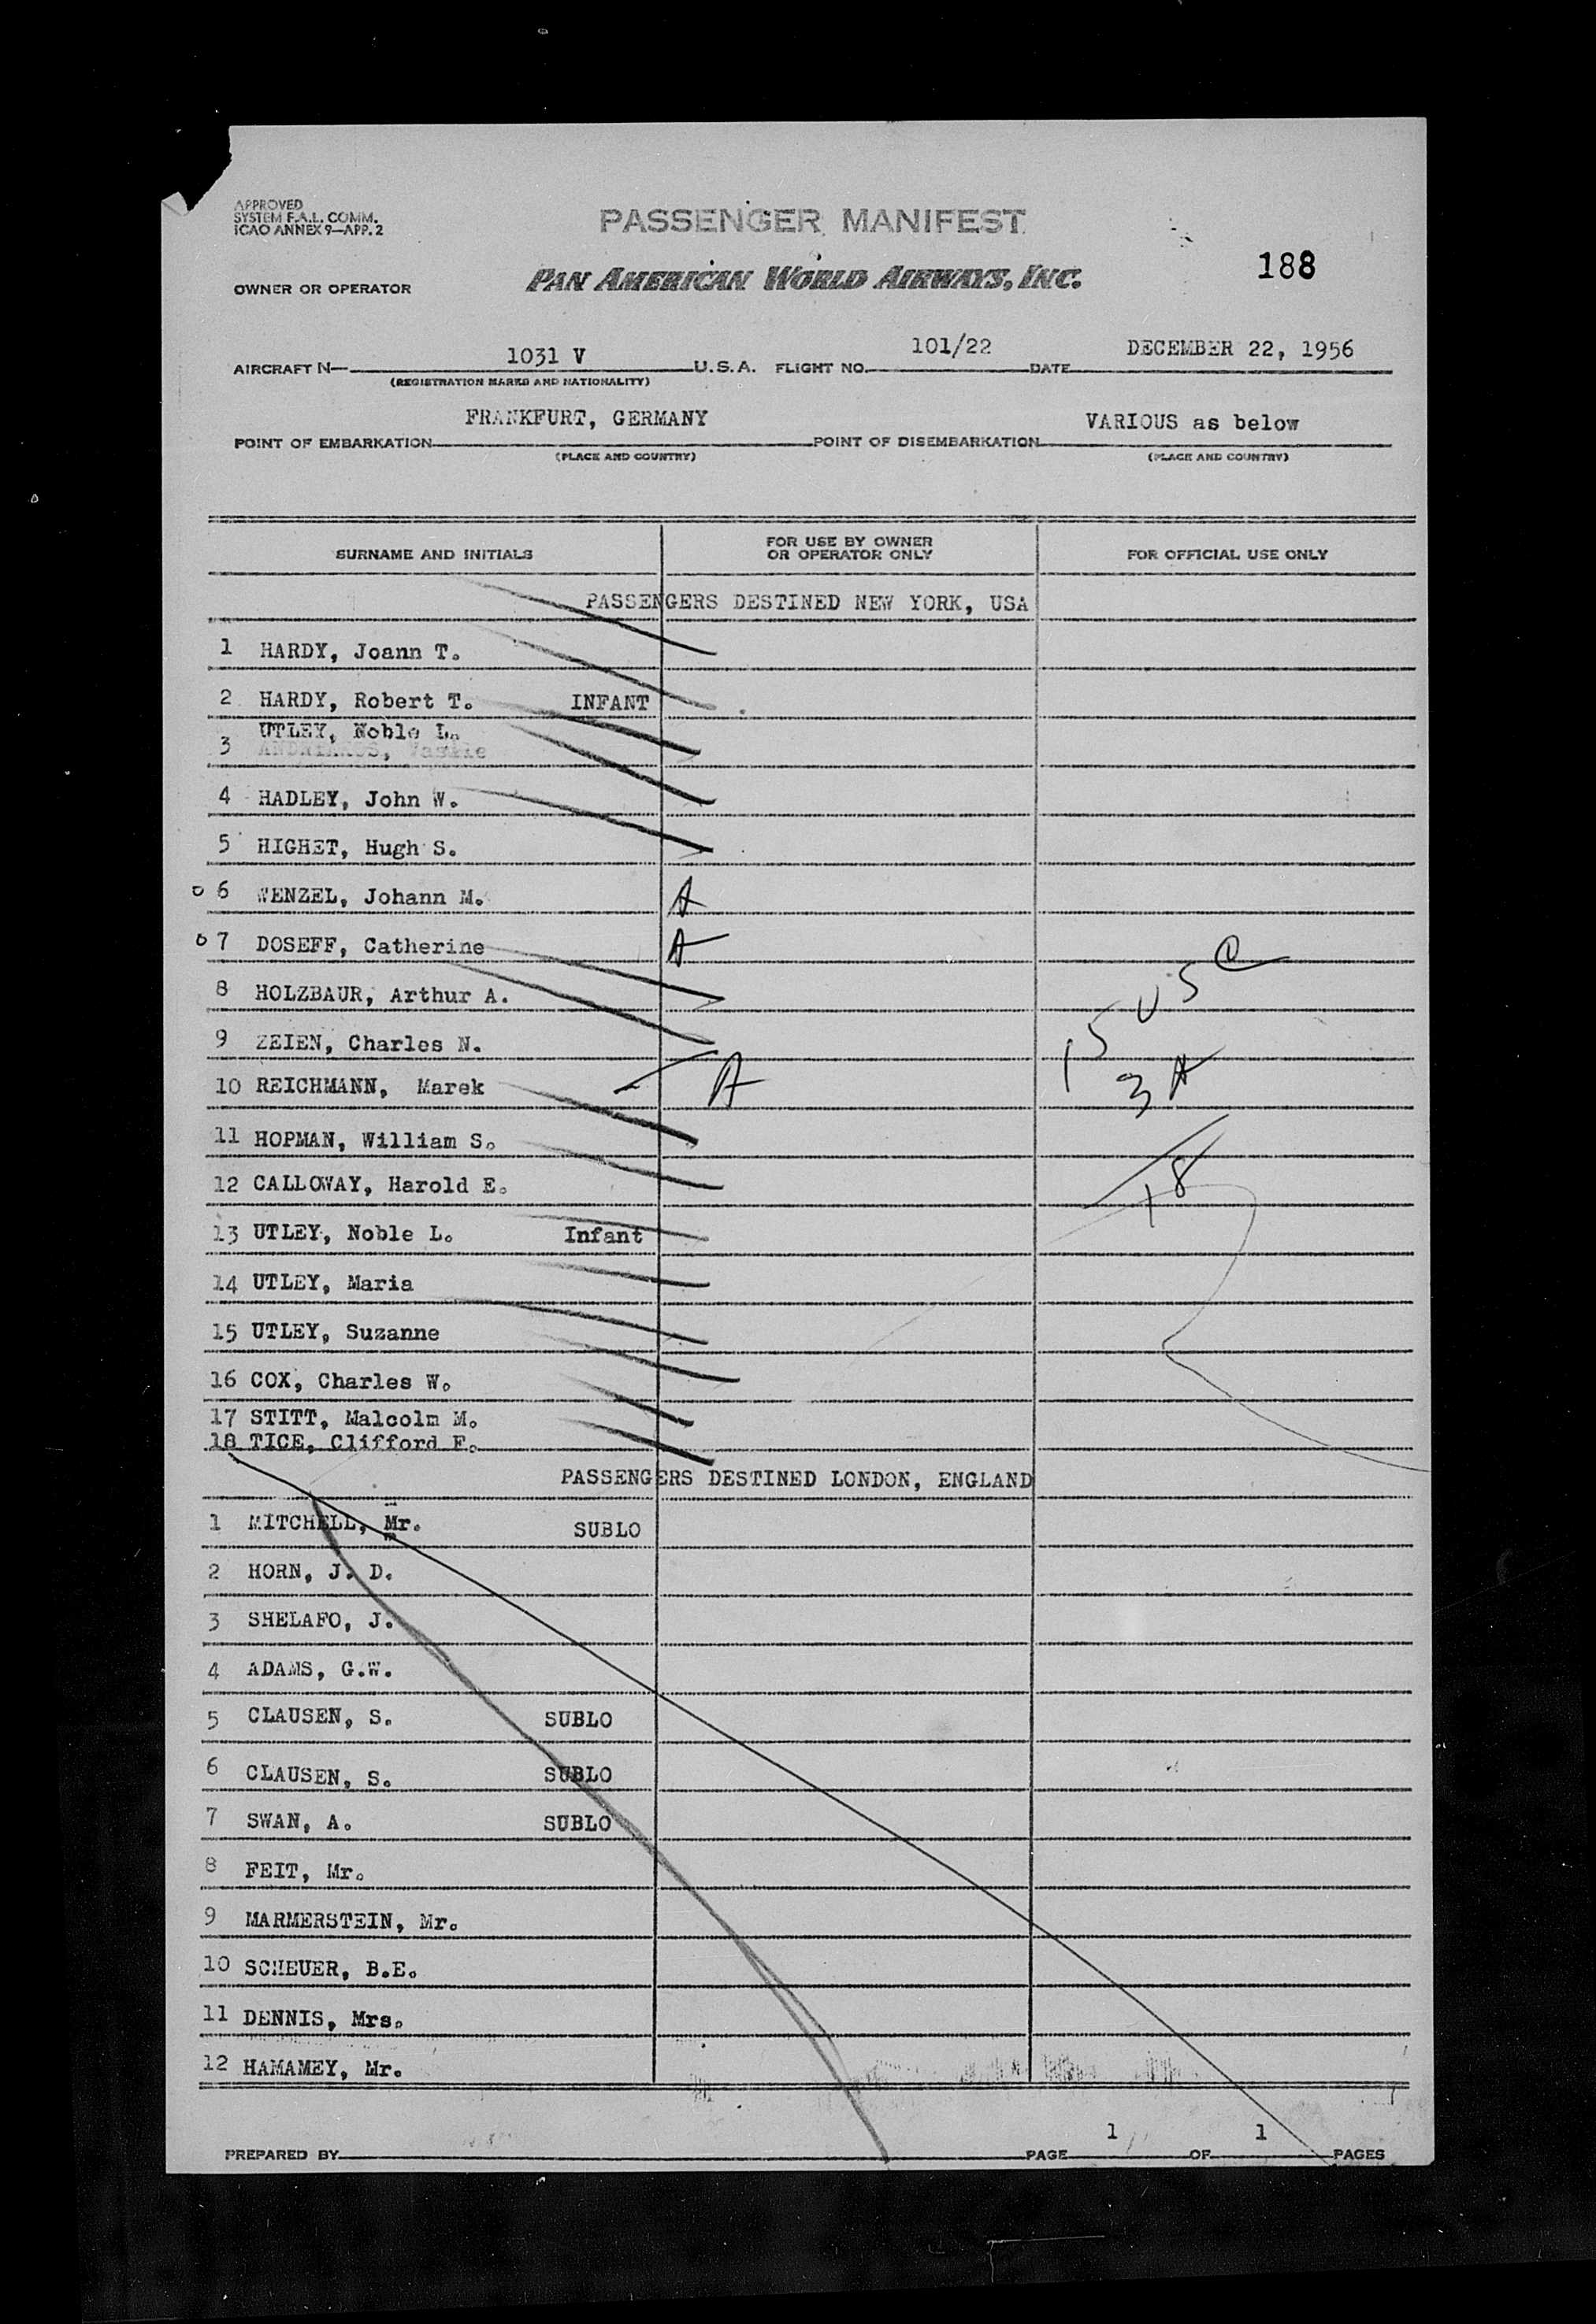 APPROVED
SYSTEM F.A.L. COMM.
ICAO ANNEX 9—APP. 2
PASSENGER MANIFEST
188
OWNER OR OPERATOR
PAN AMERICAN WORLD AIRWAYS, INC.
AIRCRAFT N— 1031 V U.S.A. FLIGHT NO. 101/22 DATE DECEMBER 22, 1956
(REGISTRATION MARKS AND NATIONALITY)
POINT OF EMBARKATION FRANKFURT, GERMANY POINT OF DISEMBARKATION VARIOUS as below
(PLACE AND COUNTRY) (PLACE AND COUNTRY)
SURNAME AND INITIALS FOR USE BY OWNER OR OPERATOR ONLY FOR OFFICIAL USE ONLY
PASSENGERS DESTINED NEW YORK, USA
1 HARDY, Joann T.
2 HARDY, Robert T. INFANT
UTLEY, Noble L.
3
4 HADLEY, John W.
5 HIGHET, Hugh S.
6 WENZEL, Johann M. A
7 DOSEFF, Catherine A
8 HOLZBAUR, Arthur A.
9 ZEIEN, Charles N. 15 US C
10 REICHMANN, Marek A 3 A
11 HOPMAN, William S.
12 CALLOWAY, Harold E. 18
13 UTLEY, Noble L. Infant
14 UTLEY, Maria
15 UTLEY, Suzanne
16 COX, Charles W.
17 STITT, Malcolm M.
18 TICE, Clifford F.
PASSENGERS DESTINED LONDON, ENGLAND
1 MITCHELL, Mr. SUBLO
2 HORN, J. D.
3 SHELAFO, J.
4 ADAMS, G.W.
5 CLAUSEN, S. SUBLO
6 CLAUSEN, S. SUBLO
7 SWAN, A. SUBLO
8 FEIT, Mr.
9 MARMERSTEIN, Mr.
10 SCHEUER, B.E.
11 DENNIS, Mrs.
12 HAMAMEY, Mr.
PREPARED BY PAGE 1 OF 1 PAGES